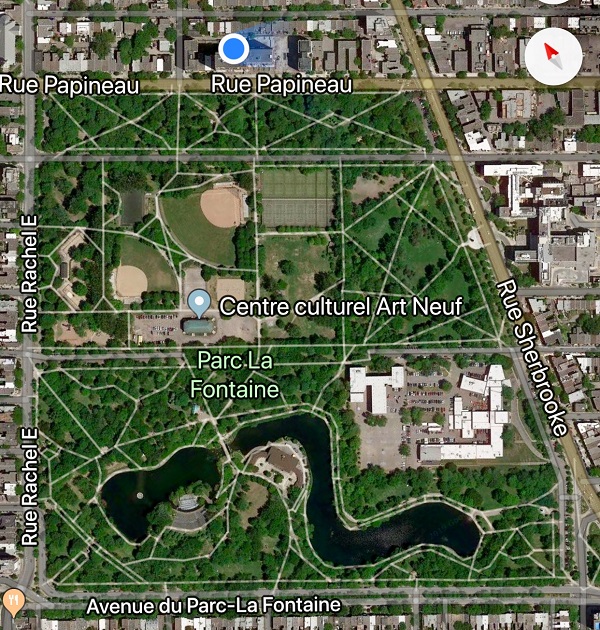 Rue Papineau
Rue Papineau
Rue Rachel E
Centre culturel Art Neuf
Rue Sherbrooke
Parc La
Fontaine
Rue Rachel E
Avenue du Parc-La Fontaine